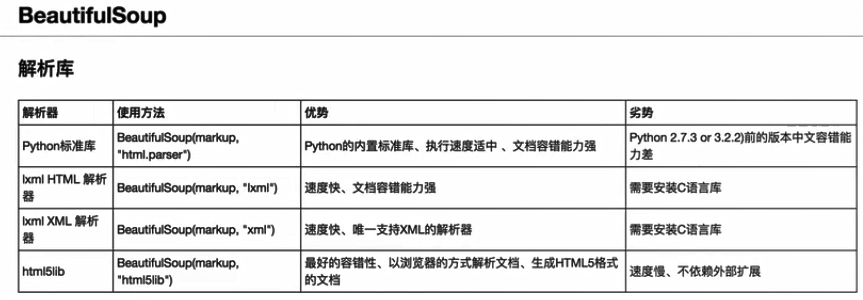 BeautifulSoup
解析库
解析器 使用方法 优势 劣势
Python标准库 BeautifulSoup(markup, "html.parser") Python的内置标准库、执行速度适中 、文档容错能力强 Python 2.7.3 or 3.2.2)前的版本中文容错能力差
lxml HTML 解析器 BeautifulSoup(markup, "lxml") 速度快、文档容错能力强 需要安装C语言库
lxml XML 解析器 BeautifulSoup(markup, "xml") 速度快、唯一支持XML的解析器 需要安装C语言库
html5lib BeautifulSoup(markup, "html5lib") 最好的容错性、以浏览器的方式解析文档、生成HTML5格式的文档 速度慢、不依赖外部扩展